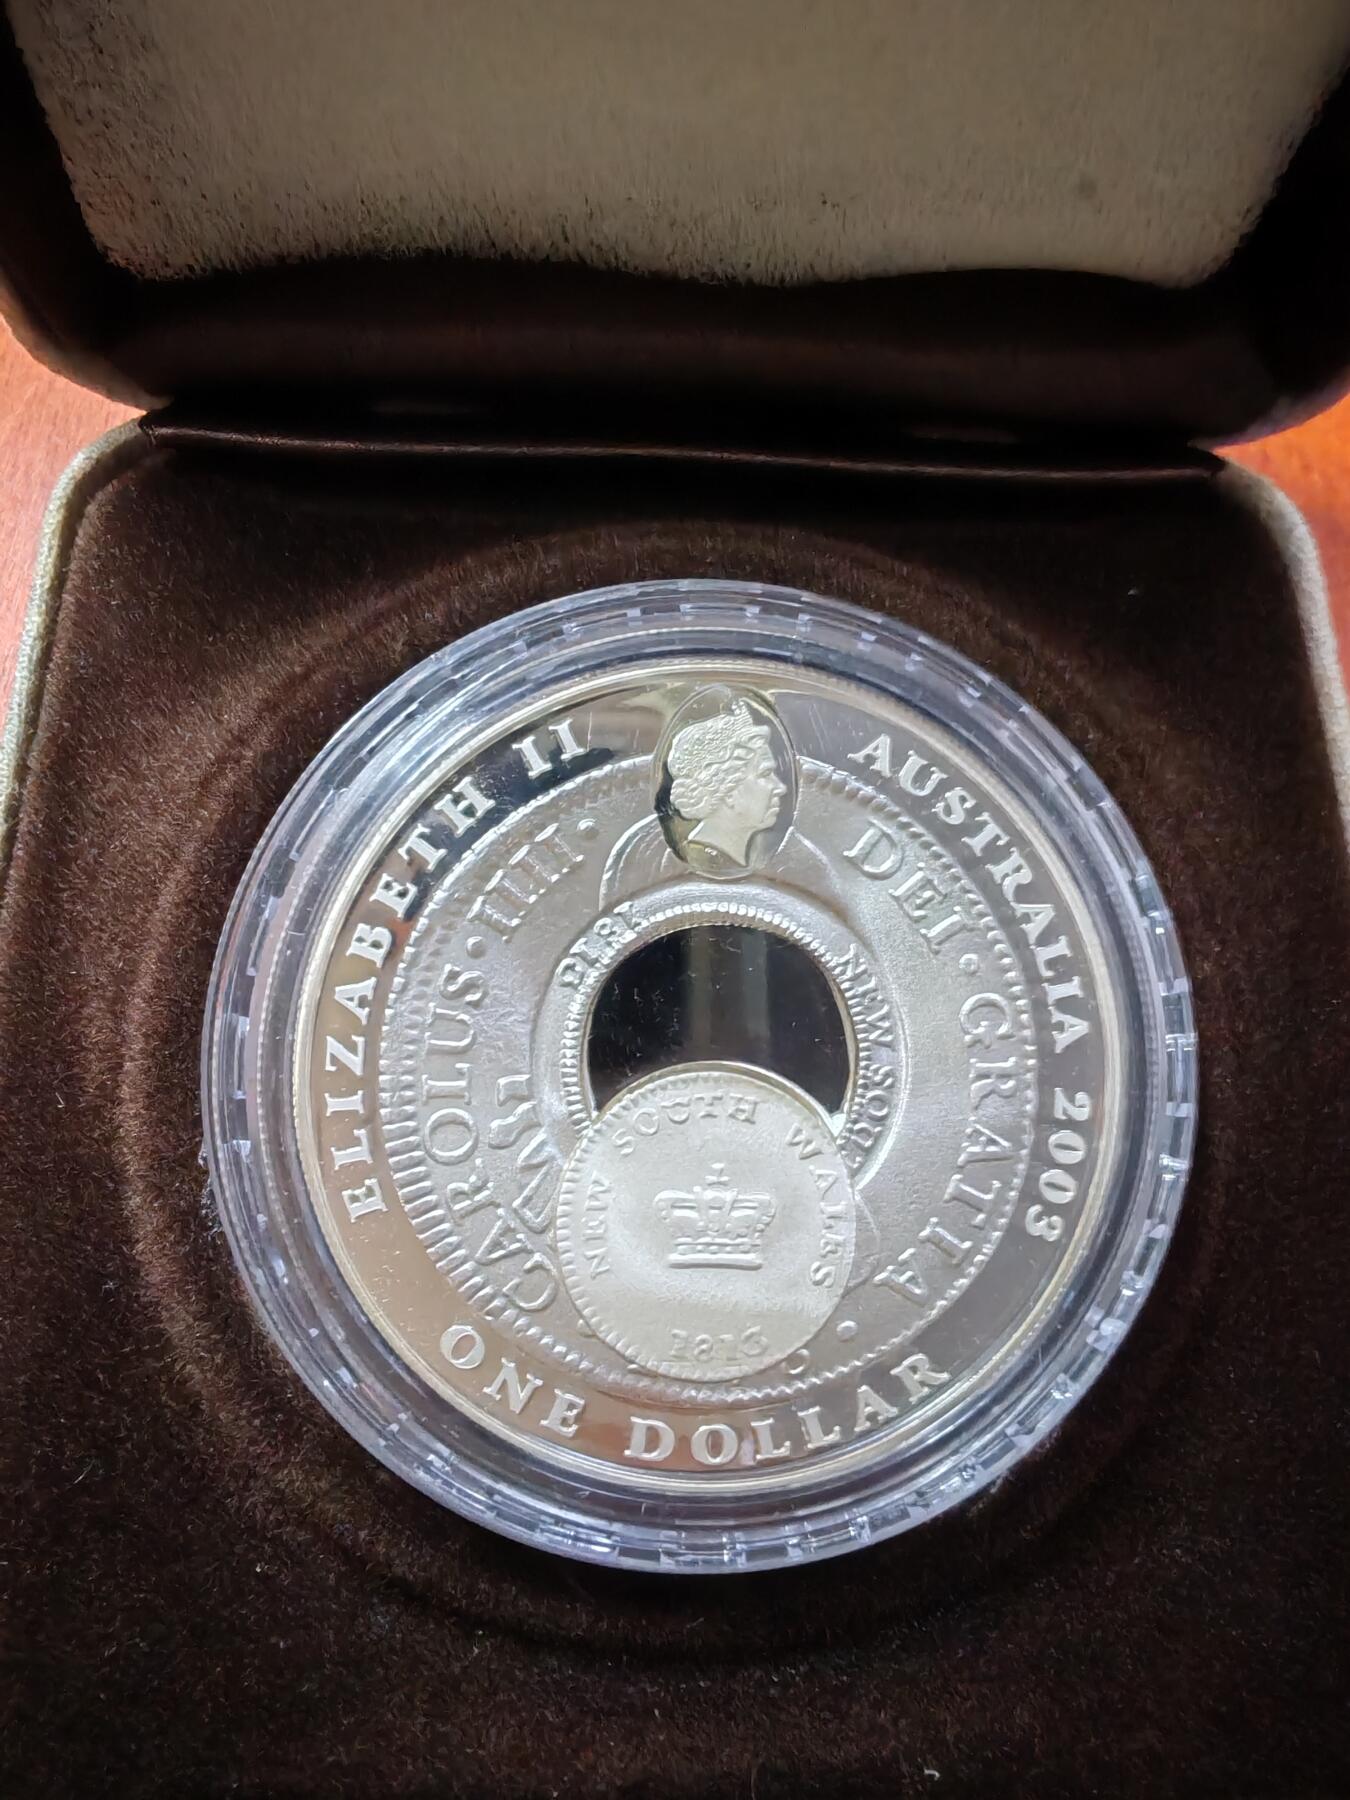 ELIZABETH II
AUSTRALIA 2003
ONE DOLLAR
CAROLUS · IIII ·
DEI · GRATIA ·
1813
NEW SOUTH
NEW SOUTH WALES
1813